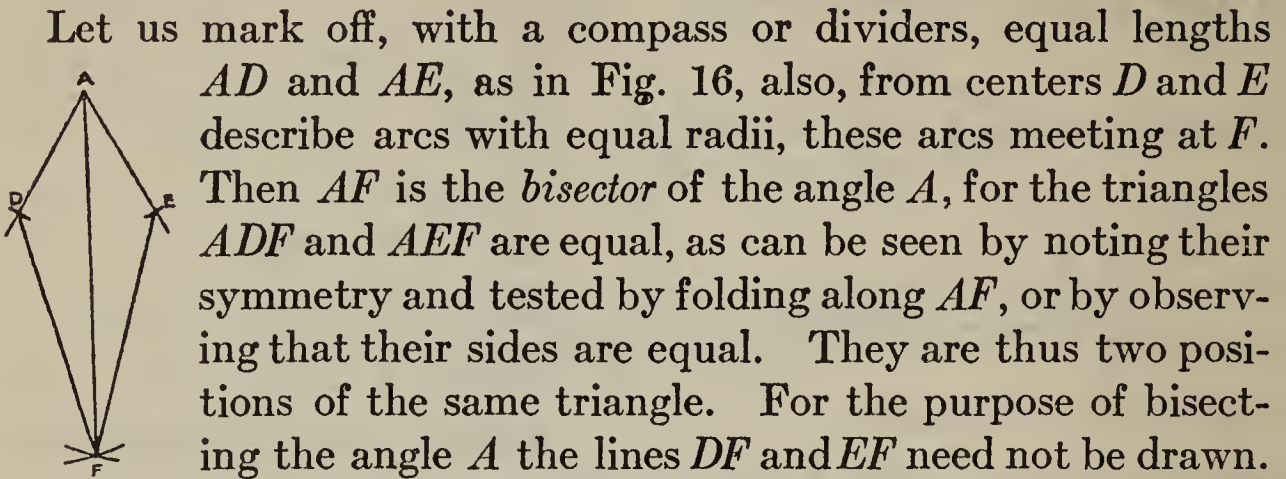 Let us mark off, with a compass or dividers, equal lengths
AD and AE, as in Fig. 16, also, from centers D and E
describe arcs with equal radii, these arcs meeting at F.
Then AF is the bisector of the angle A, for the triangles
ADF and AEF are equal, as can be seen by noting their
symmetry and tested by folding along AF, or by observ-
ing that their sides are equal. They are thus two posi-
tions of the same triangle. For the purpose of bisect-
ing the angle A the lines DF and EF need not be drawn.
A
D
E
F